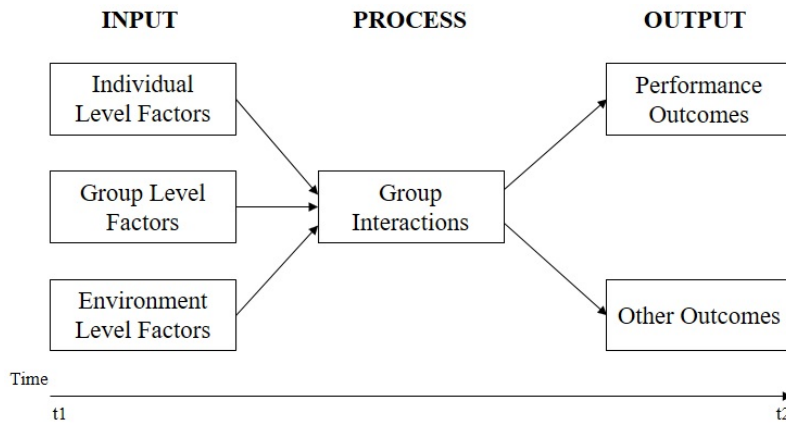 INPUT
PROCESS
OUTPUT
Individual
Level Factors
Performance
Outcomes
Group Level
Factors
Group
Interactions
Environment
Level Factors
Other Outcomes
Time
t1
t2